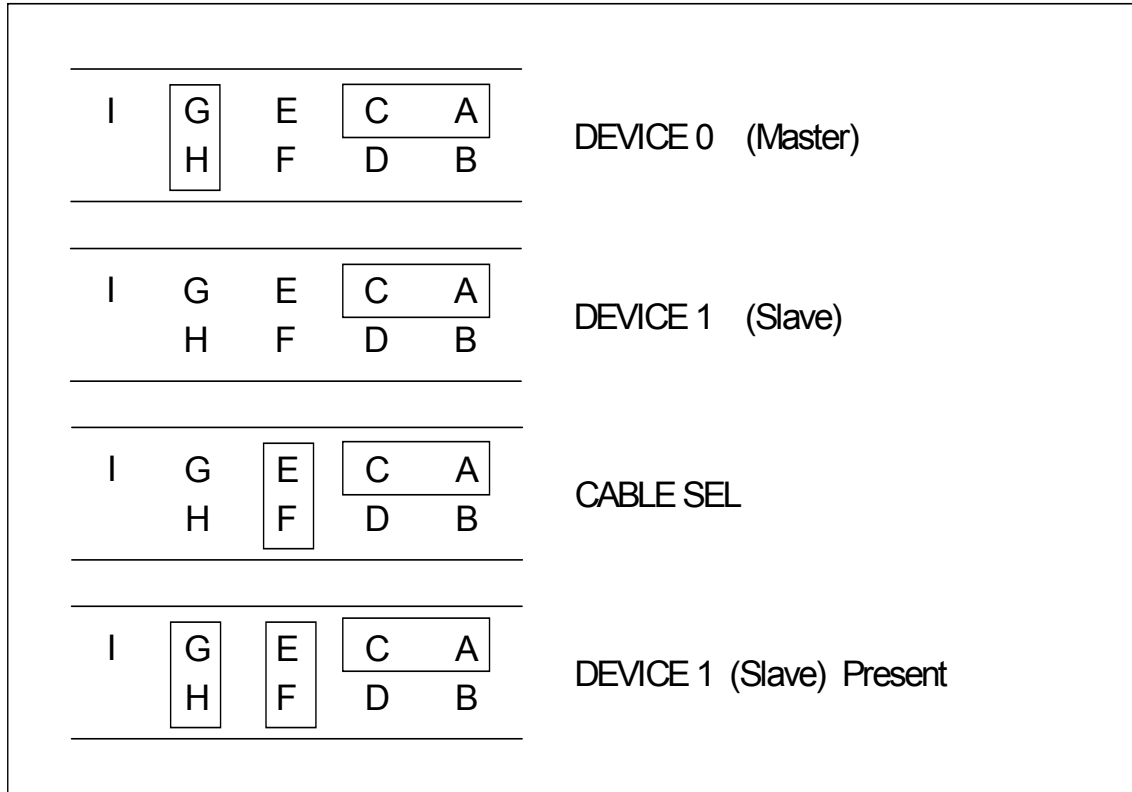 I G E C A
H F D B
DEVICE 0 (Master)
I G E C A
H F D B
DEVICE 1 (Slave)
I G E C A
H F D B
CABLE SEL
I G E C A
H F D B
DEVICE 1 (Slave) Present